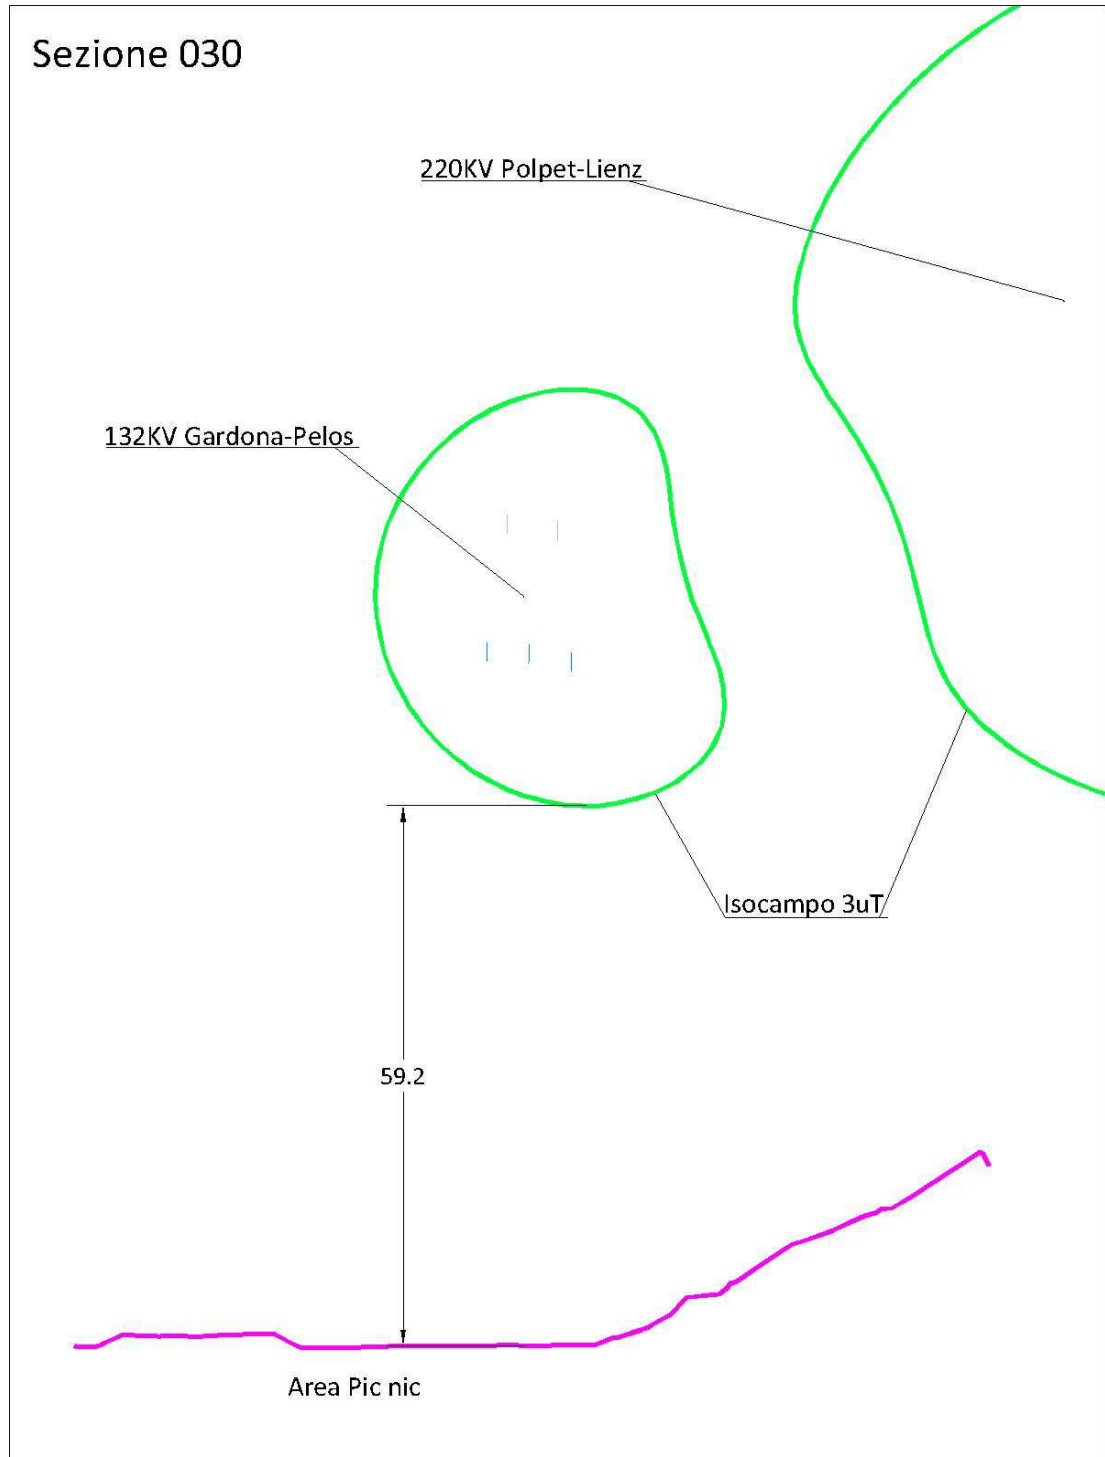 Sezione 030
220KV Polpet-Lienz
132KV Gardona-Pelos
Isocampo 3uT
59.2
Area Pic nic